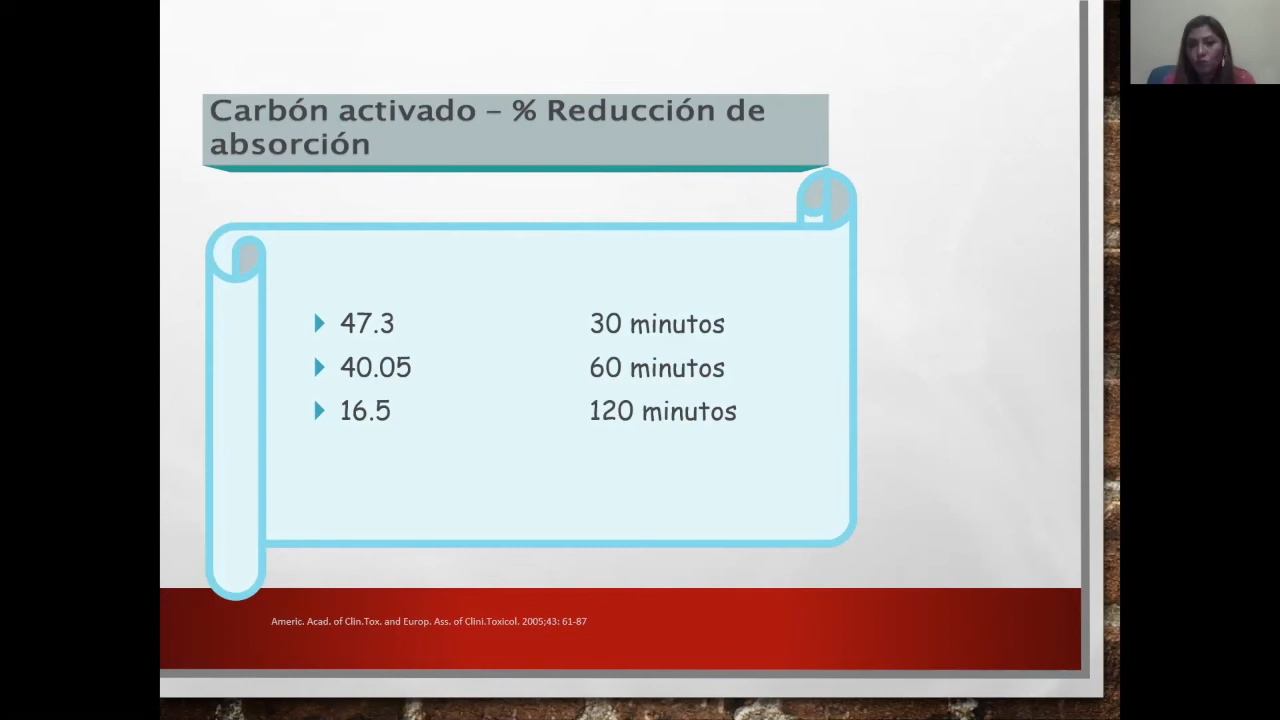 Carbón activado – % Reducción de
absorción
47.3 30 minutos
40.05 60 minutos
16.5 120 minutos
Americ. Acad. of Clin.Tox. and Europ. Ass. of Clini.Toxicol. 2005;43: 61-87